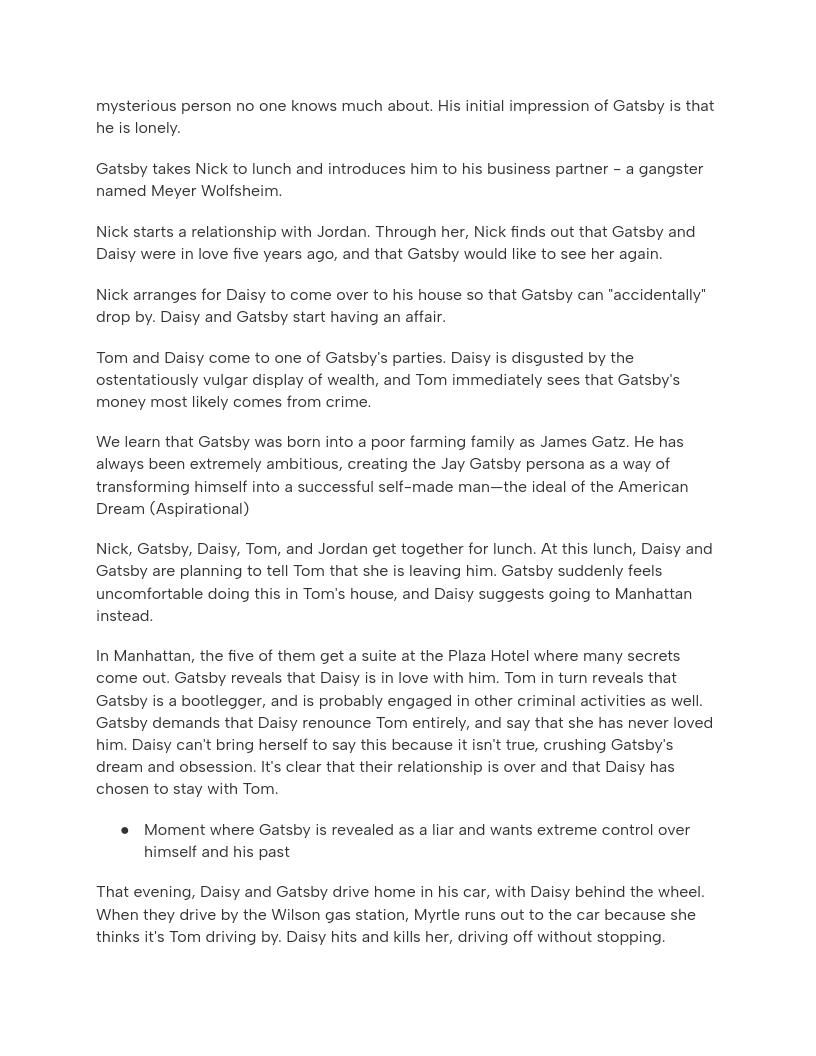 mysterious person no one knows much about. His initial impression of Gatsby is that
he is lonely.
Gatsby takes Nick to lunch and introduces him to his business partner - a gangster
named Meyer Wolfsheim.
Nick starts a relationship with Jordan. Through her, Nick finds out that Gatsby and
Daisy were in love five years ago, and that Gatsby would like to see her again.
Nick arranges for Daisy to come over to his house so that Gatsby can "accidentally"
drop by. Daisy and Gatsby start having an affair.
Tom and Daisy come to one of Gatsby's parties. Daisy is disgusted by the
ostentatiously vulgar display of wealth, and Tom immediately sees that Gatsby's
money most likely comes from crime.
We learn that Gatsby was born into a poor farming family as James Gatz. He has
always been extremely ambitious, creating the Jay Gatsby persona as a way of
transforming himself into a successful self-made man—the ideal of the American
Dream (Aspirational)
Nick, Gatsby, Daisy, Tom, and Jordan get together for lunch. At this lunch, Daisy and
Gatsby are planning to tell Tom that she is leaving him. Gatsby suddenly feels
uncomfortable doing this in Tom's house, and Daisy suggests going to Manhattan
instead.
In Manhattan, the five of them get a suite at the Plaza Hotel where many secrets
come out. Gatsby reveals that Daisy is in love with him. Tom in turn reveals that
Gatsby is a bootlegger, and is probably engaged in other criminal activities as well.
Gatsby demands that Daisy renounce Tom entirely, and say that she has never loved
him. Daisy can't bring herself to say this because it isn't true, crushing Gatsby's
dream and obsession. It's clear that their relationship is over and that Daisy has
chosen to stay with Tom.
● Moment where Gatsby is revealed as a liar and wants extreme control over
himself and his past
That evening, Daisy and Gatsby drive home in his car, with Daisy behind the wheel.
When they drive by the Wilson gas station, Myrtle runs out to the car because she
thinks it's Tom driving by. Daisy hits and kills her, driving off without stopping.